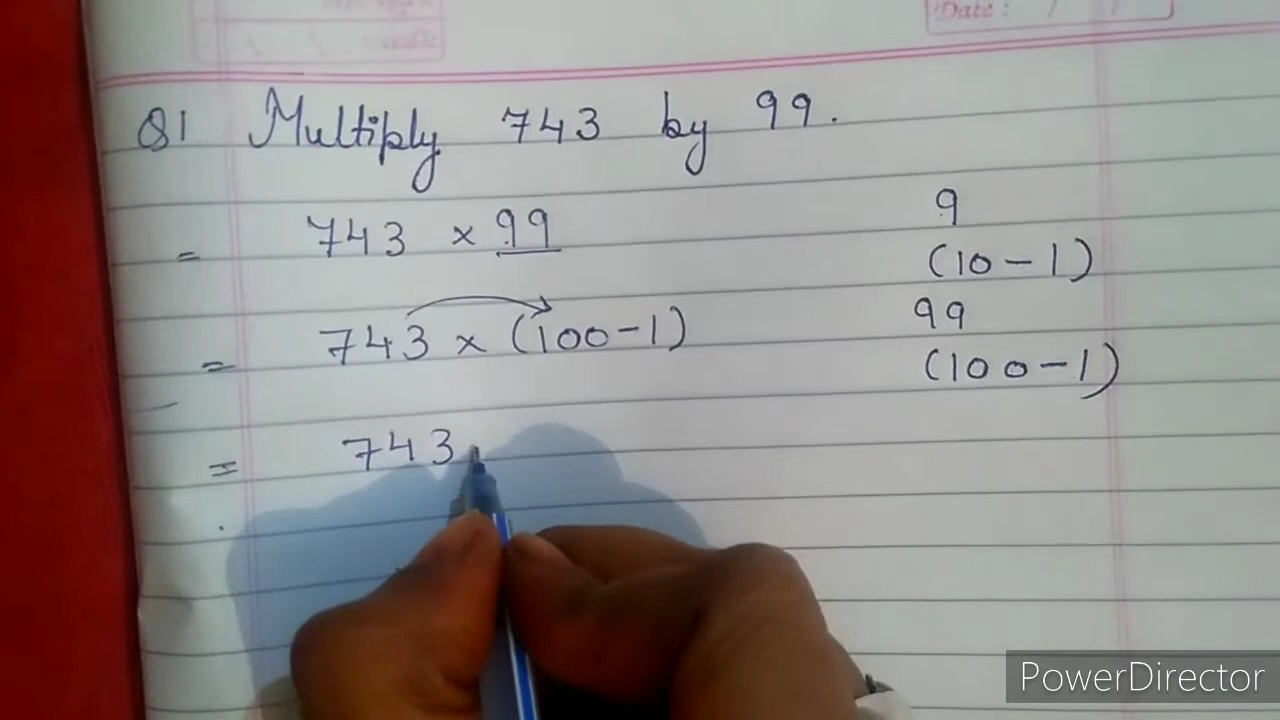 Date : / /
Q1 Multiply 743 by 99.
= 743 × 99
9
(10-1)
= 743 × (100-1)
99
(100-1)
= 743
PowerDirector